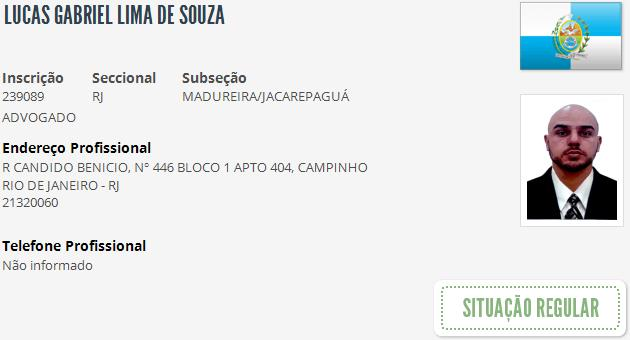 LUCAS GABRIEL LIMA DE SOUZA
Inscrição Seccional Subseção
239089 RJ MADUREIRA/JACAREPAGUÁ
ADVOGADO
Endereço Profissional
R CANDIDO BENICIO, Nº 446 BLOCO 1 APTO 404, CAMPINHO
RIO DE JANEIRO - RJ
21320060
Telefone Profissional
Não informado
SITUAÇÃO REGULAR